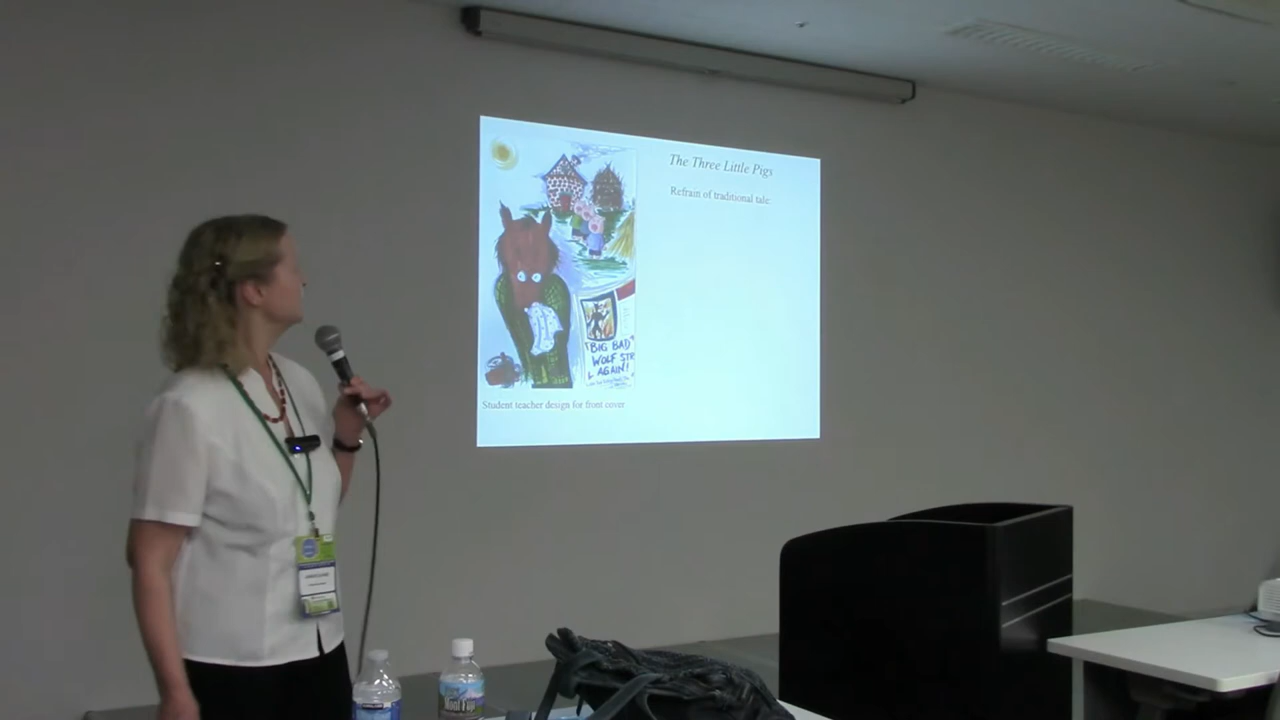 The Three Little Pigs
Refrain of traditional tale:
"BIG BAD
WOLF STR
AGAIN!
Student teacher design for front cover